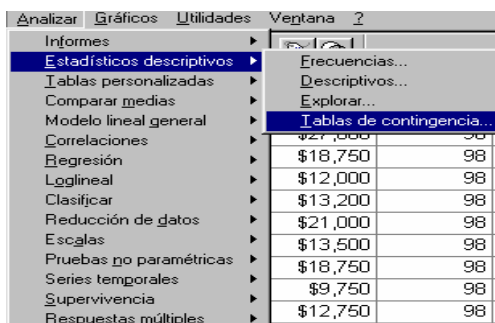 Analizar Gráficos Utilidades Ventana ?
Informes
Estadísticos descriptivos
Tablas personalizadas
Comparar medias
Modelo lineal general
Correlaciones
Regresión
Loglineal
Clasificar
Reducción de datos
Escalas
Pruebas no paramétricas
Series temporales
Supervivencia
Respuestas múltiples
Frecuencias...
Descriptivos...
Explorar...
Tablas de contingencia...
$27,000 98
$18,750 98
$12,000 98
$13,200 98
$21,000 98
$13,500 98
$18,750 98
$9,750 98
$12,750 98